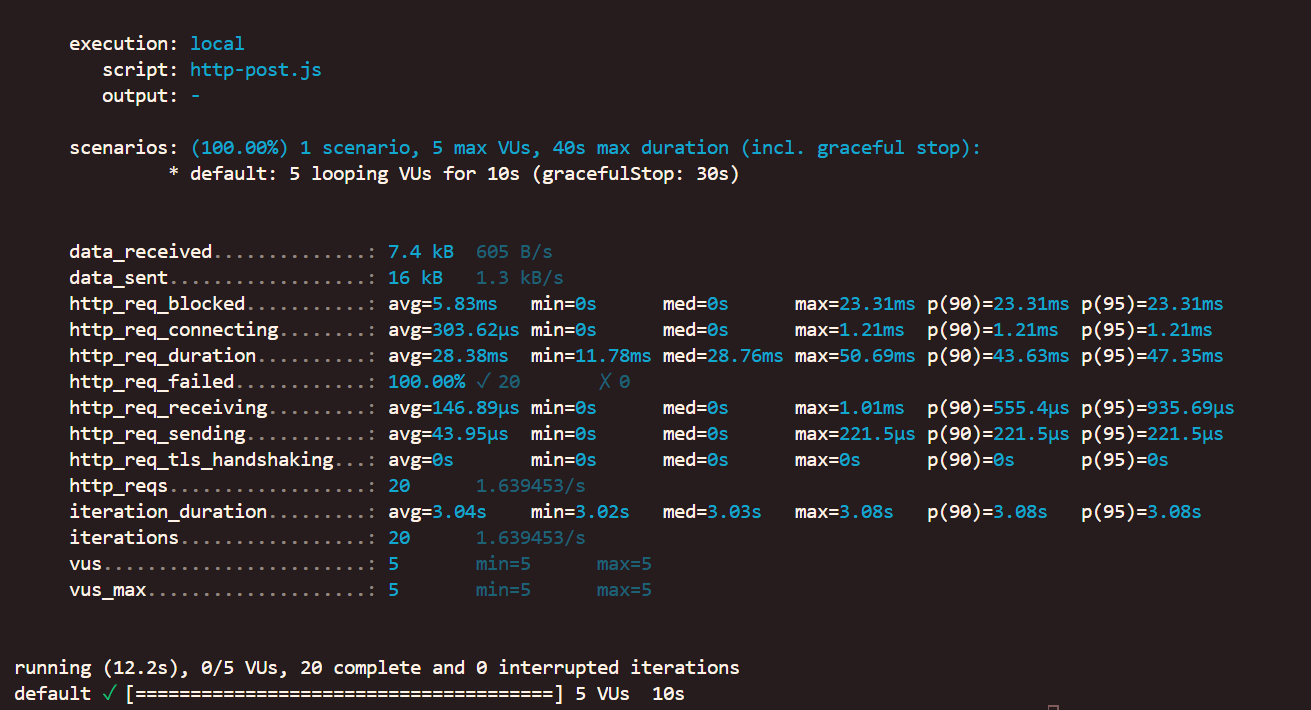 execution: local
script: http-post.js
output: -
scenarios: (100.00%) 1 scenario, 5 max VUs, 40s max duration (incl. graceful stop):
* default: 5 looping VUs for 10s (gracefulStop: 30s)
data_received..............: 7.4 kB  605 B/s
data_sent..................: 16 kB   1.3 kB/s
http_req_blocked...........: avg=5.83ms   min=0s      med=0s      max=23.31ms p(90)=23.31ms p(95)=23.31ms
http_req_connecting........: avg=303.62µs min=0s      med=0s      max=1.21ms  p(90)=1.21ms  p(95)=1.21ms
http_req_duration..........: avg=28.38ms  min=11.78ms med=28.76ms max=50.69ms p(90)=43.63ms p(95)=47.35ms
http_req_failed............: 100.00% ✓ 20       ✗ 0
http_req_receiving.........: avg=146.89µs min=0s      med=0s      max=1.01ms  p(90)=555.4µs p(95)=935.69µs
http_req_sending...........: avg=43.95µs  min=0s      med=0s      max=221.5µs p(90)=221.5µs p(95)=221.5µs
http_req_tls_handshaking...: avg=0s       min=0s      med=0s      max=0s      p(90)=0s      p(95)=0s
http_reqs..................: 20      1.639453/s
iteration_duration.........: avg=3.04s    min=3.02s   med=3.03s   max=3.08s   p(90)=3.08s   p(95)=3.08s
iterations.................: 20      1.639453/s
vus........................: 5       min=5      max=5
vus_max....................: 5       min=5      max=5
running (12.2s), 0/5 VUs, 20 complete and 0 interrupted iterations
default ✓ [======================================] 5 VUs  10s